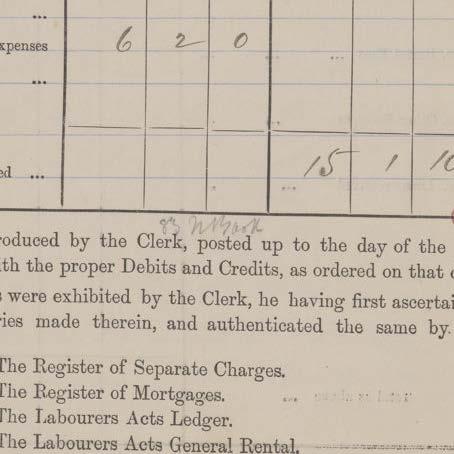 ...
xpenses 6 2 0 ...
...
ed ... ... 15 1 10
83
roduced by the Clerk, posted up to the day of the
ith the proper Debits and Credits, as ordered on that
s were exhibited by the Clerk, he having first ascertai
ries made therein, and authenticated the same by
The Register of Separate Charges.
The Register of Mortgages. ...
The Labourers Acts Ledger.
The Labourers Acts General Rental.